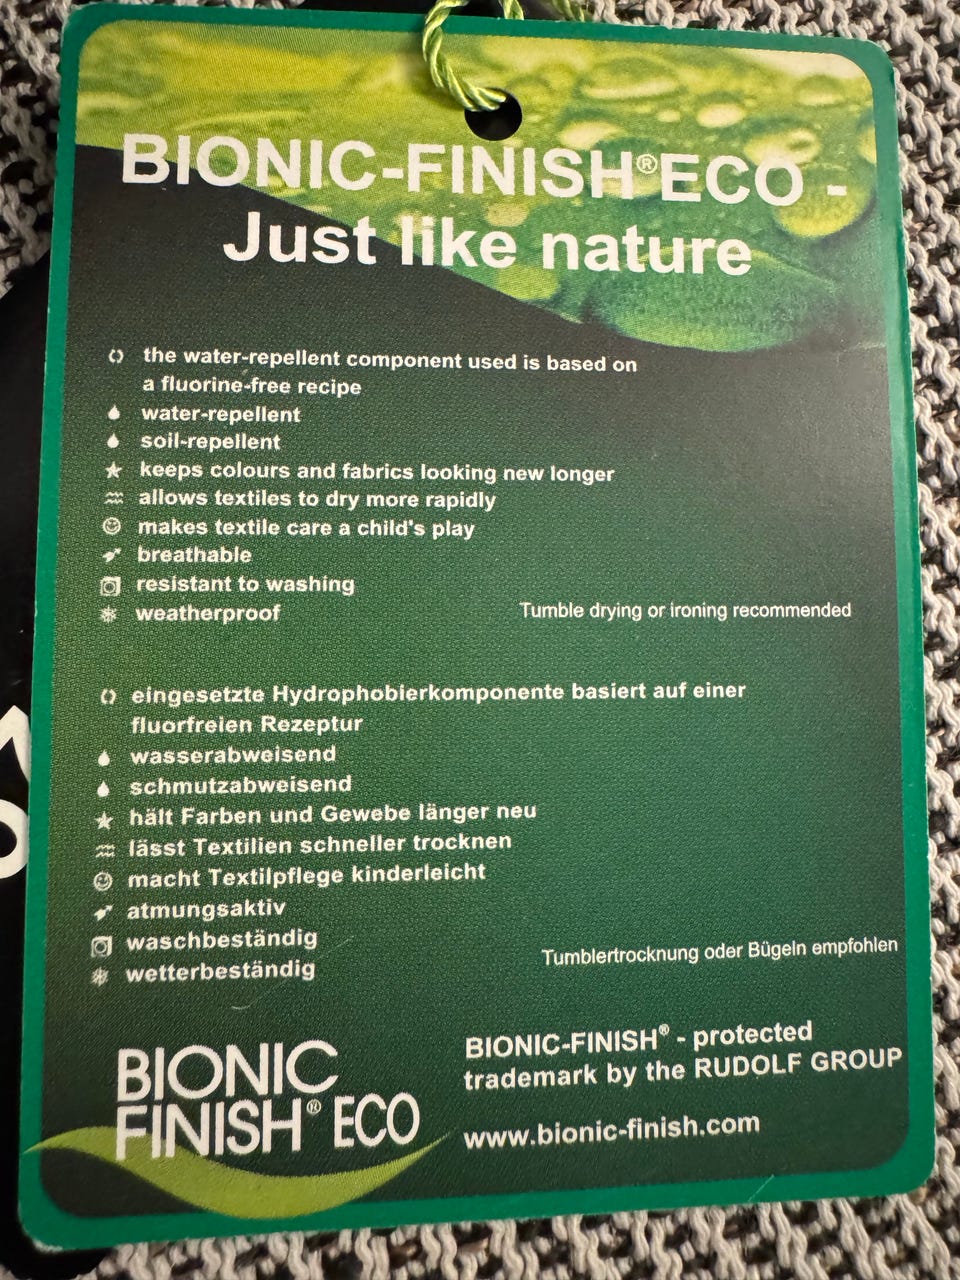 BIONIC-FINISH®ECO -
Just like nature
the water-repellent component used is based on
a fluorine-free recipe
water-repellent
soil-repellent
keeps colours and fabrics looking new longer
allows textiles to dry more rapidly
makes textile care a child's play
breathable
resistant to washing
weatherproof
Tumble drying or ironing recommended
eingesetzte Hydrophobierkomponente basiert auf einer
fluorfreien Rezeptur
wasserabweisend
schmutzabweisend
hält Farben und Gewebe länger neu
lässt Textilien schneller trocknen
macht Textilpflege kinderleicht
atmungsaktiv
waschbeständig
wetterbeständig
Tumblertrocknung oder Bügeln empfohlen
BIONIC
FINISH® ECO
BIONIC-FINISH® - protected
trademark by the RUDOLF GROUP
www.bionic-finish.com